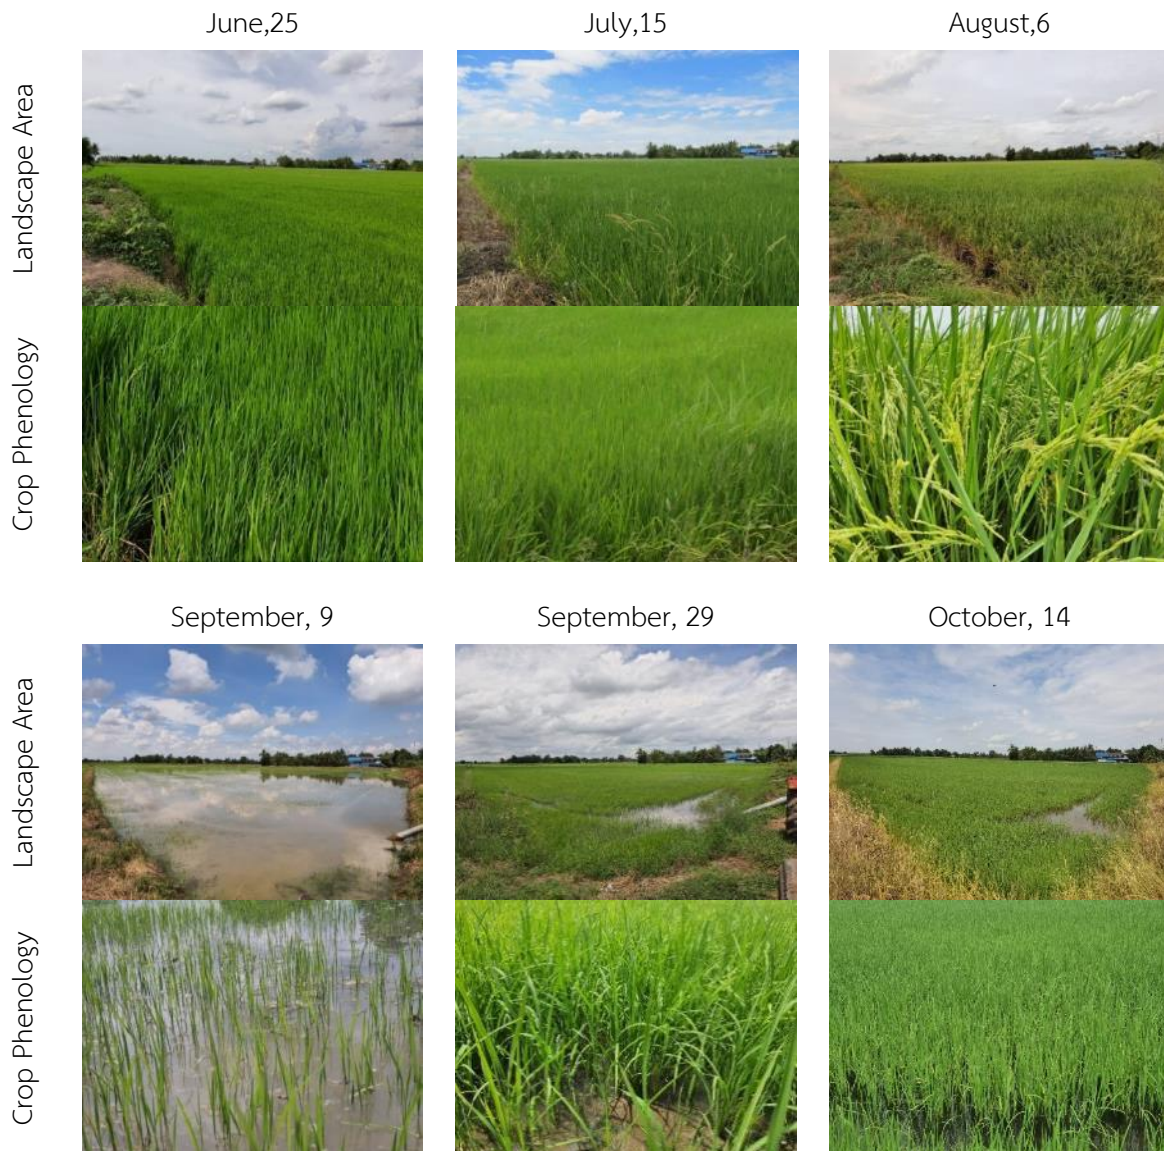 June,25
July,15
August,6
Landscape Area
Crop Phenology
September, 9
September, 29
October, 14
Landscape Area
Crop Phenology